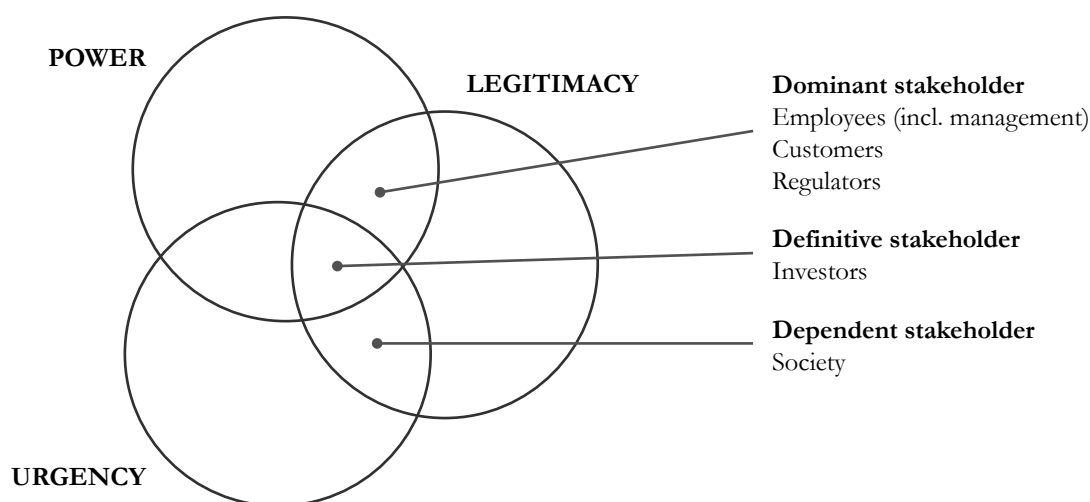 POWER
LEGITIMACY
Dominant stakeholder
Employees (incl. management)
Customers
Regulators
Definitive stakeholder
Investors
Dependent stakeholder
Society
URGENCY